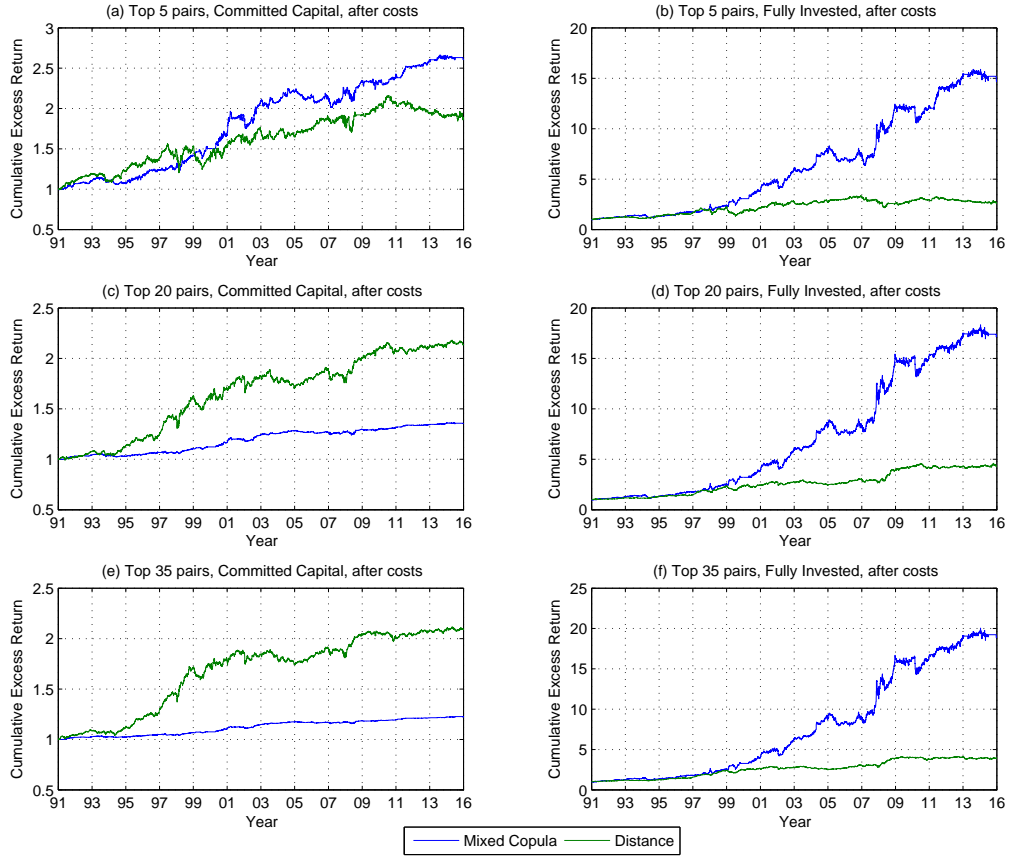 (a) Top 5 pairs, Committed Capital, after costs
3
2.5
2
1.5
1
0.5
Cumulative Excess Return
91 93 95 97 99 01 03 05 07 09 11 13 16
Year
(b) Top 5 pairs, Fully Invested, after costs
20
15
10
5
0
Cumulative Excess Return
91 93 95 97 99 01 03 05 07 09 11 13 16
Year
(c) Top 20 pairs, Committed Capital, after costs
2.5
2
1.5
1
0.5
Cumulative Excess Return
91 93 95 97 99 01 03 05 07 09 11 13 16
Year
(d) Top 20 pairs, Fully Invested, after costs
20
15
10
5
0
Cumulative Excess Return
91 93 95 97 99 01 03 05 07 09 11 13 16
Year
(e) Top 35 pairs, Committed Capital, after costs
2.5
2
1.5
1
0.5
Cumulative Excess Return
91 93 95 97 99 01 03 05 07 09 11 13 16
Year
(f) Top 35 pairs, Fully Invested, after costs
25
20
15
10
5
0
Cumulative Excess Return
91 93 95 97 99 01 03 05 07 09 11 13 16
Year
Mixed Copula Distance